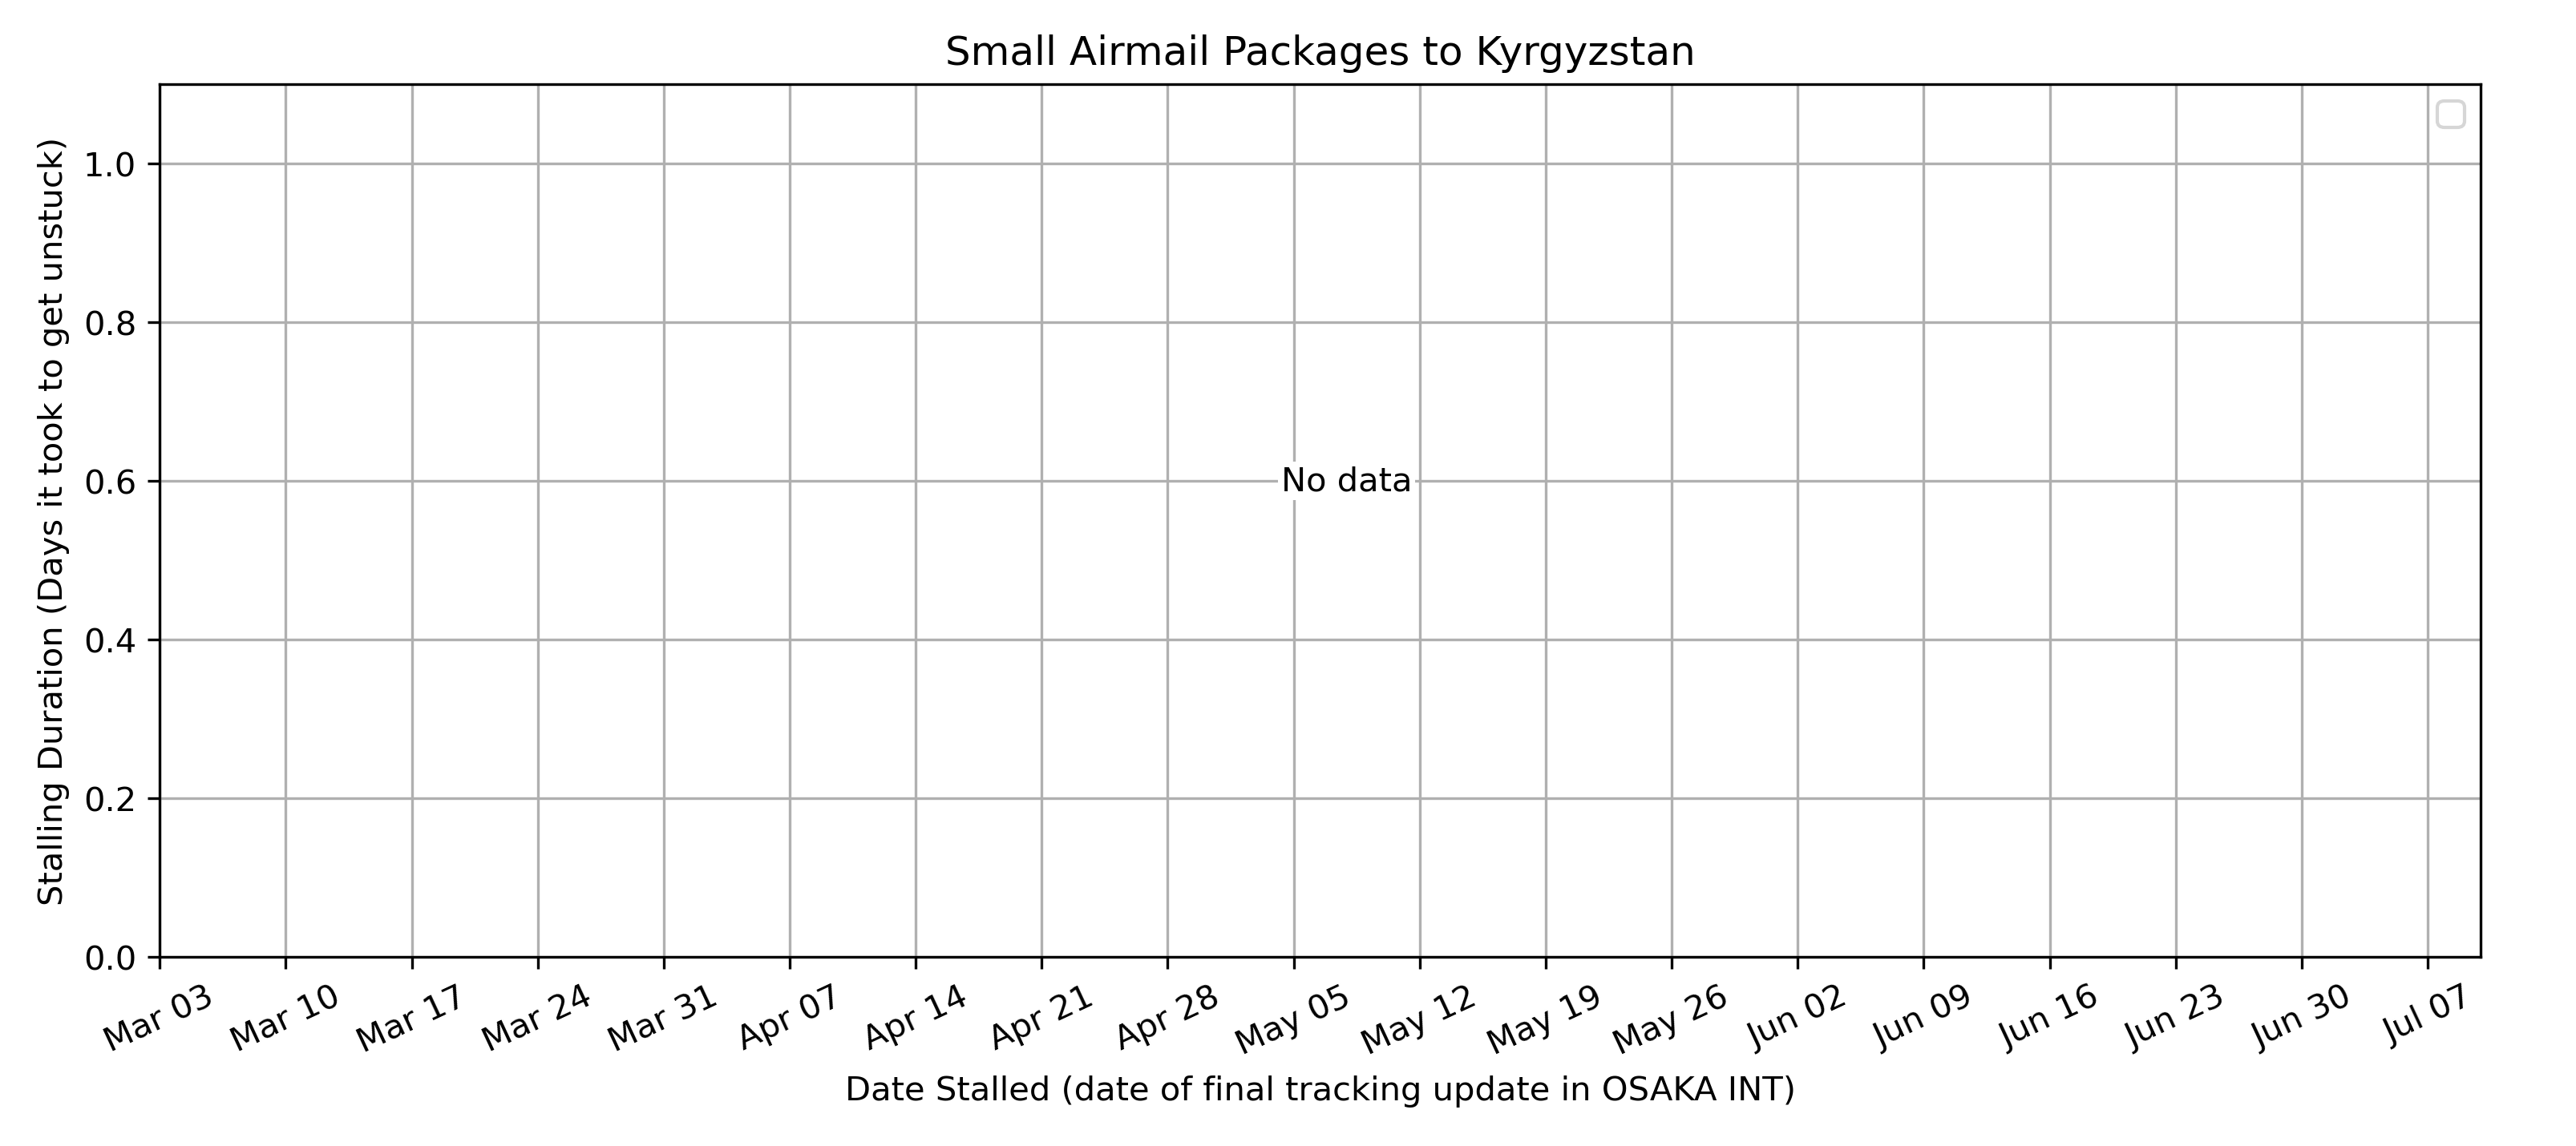 Small Airmail Packages to Kyrgyzstan
Stalling Duration (Days it took to get unstuck)
1.0
0.8
0.6
0.4
0.2
0.0
No data
Mar 03
Mar 10
Mar 17
Mar 24
Mar 31
Apr 07
Apr 14
Apr 21
Apr 28
May 05
May 12
May 19
May 26
Jun 02
Jun 09
Jun 16
Jun 23
Jun 30
Jul 07
Date Stalled (date of final tracking update in OSAKA INT)